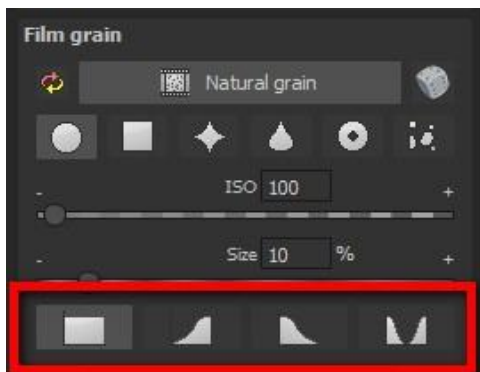 Film grain
Natural grain
- ISO 100 +
- Size 10 % +